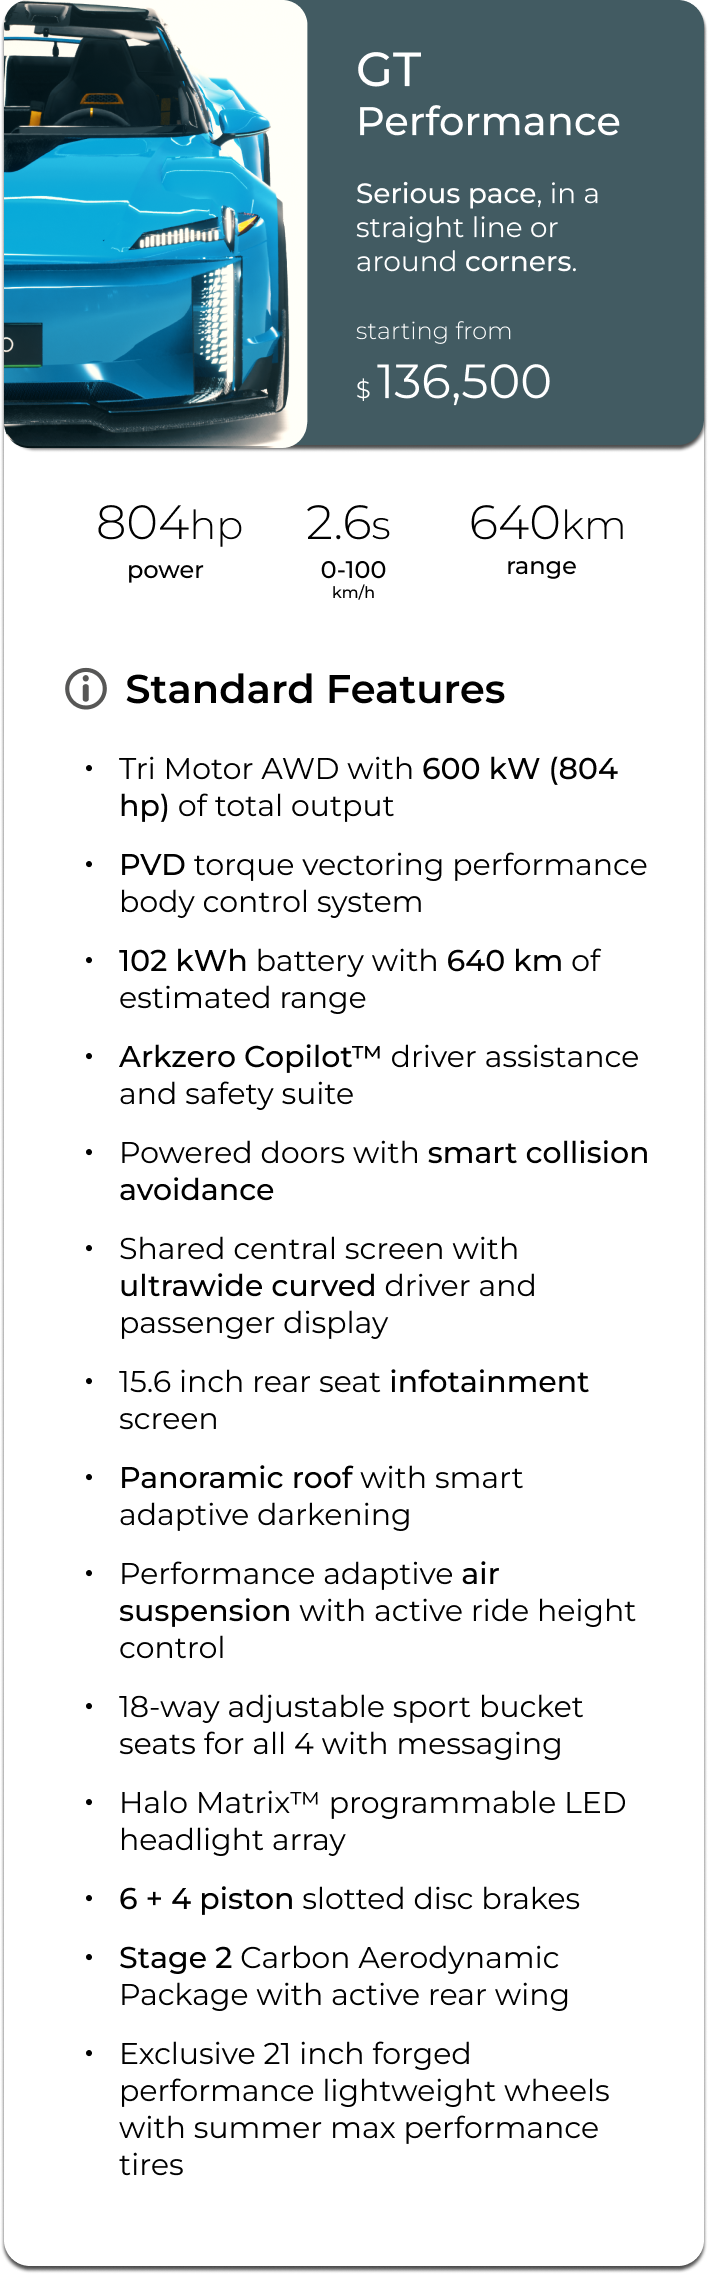 GT
Performance
Serious pace, in a
straight line or
around corners.
starting from
$ 136,500
804hp
power
2.6s
0-100
km/h
640km
range
Standard Features
• Tri Motor AWD with 600 kW (804
hp) of total output
• PVD torque vectoring performance
body control system
• 102 kWh battery with 640 km of
estimated range
• Arkzero Copilot™ driver assistance
and safety suite
• Powered doors with smart collision
avoidance
• Shared central screen with
ultrawide curved driver and
passenger display
• 15.6 inch rear seat infotainment
screen
• Panoramic roof with smart
adaptive darkening
• Performance adaptive air
suspension with active ride height
control
• 18-way adjustable sport bucket
seats for all 4 with messaging
• Halo Matrix™ programmable LED
headlight array
• 6 + 4 piston slotted disc brakes
• Stage 2 Carbon Aerodynamic
Package with active rear wing
• Exclusive 21 inch forged
performance lightweight wheels
with summer max performance
tires